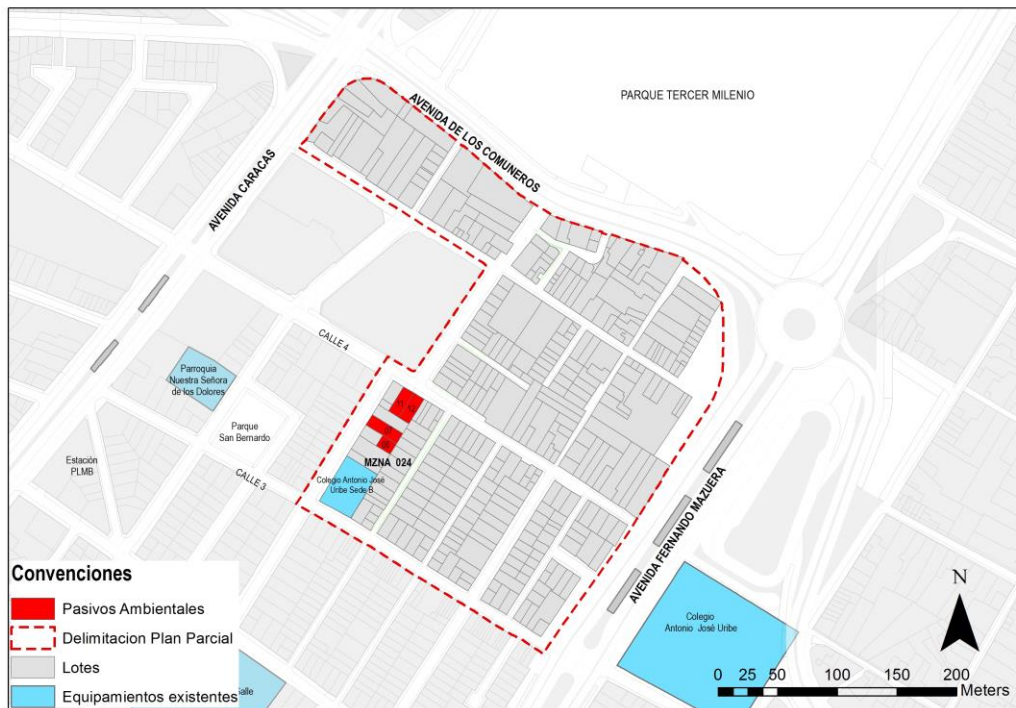 PARQUE TERCER MILENIO
AVENIDA DE LOS COMUNEROS
AVENIDA CARACAS
CALLE 4
Parroquia
Nuestra Señora
de los Dolores
Parque
San Bernardo
Estación
PLMB
CALLE 3
MZNA 024
Colegio Antonio José
Uribe Sede B
AVENIDA FERNANDO MAZUERA
Colegio
Antonio José Uribe
Convenciones
Pasivos Ambientales
Delimitacion Plan Parcial
Lotes
Equipamientos existentes
Salle
N
0 25 50 100 150 200
Meters